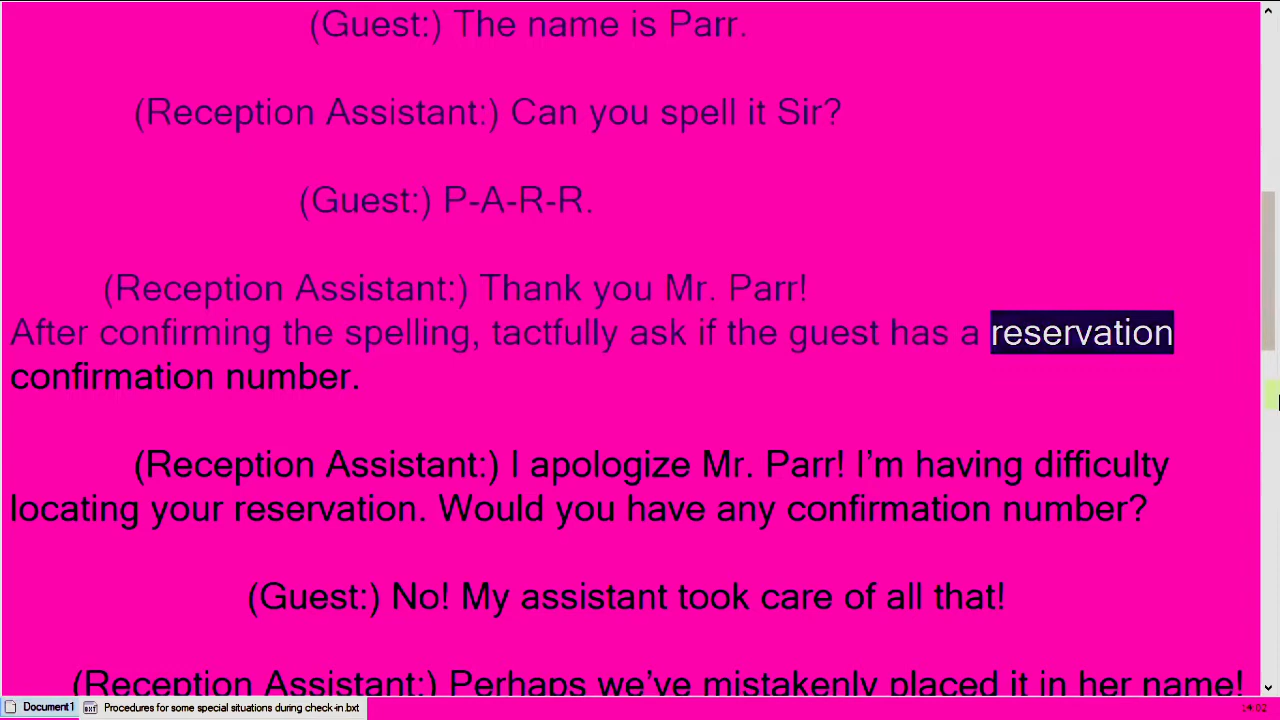 (Guest:) The name is Parr.
(Reception Assistant:) Can you spell it Sir?
(Guest:) P-A-R-R.
(Reception Assistant:) Thank you Mr. Parr!
After confirming the spelling, tactfully ask if the guest has a reservation
confirmation number.
(Reception Assistant:) I apologize Mr. Parr! I’m having difficulty
locating your reservation. Would you have any confirmation number?
(Guest:) No! My assistant took care of all that!
(Reception Assistant:) Perhaps we’ve mistakenly placed it in her name!
Document1 Procedures for some special situations during check-in.bxt 14:02